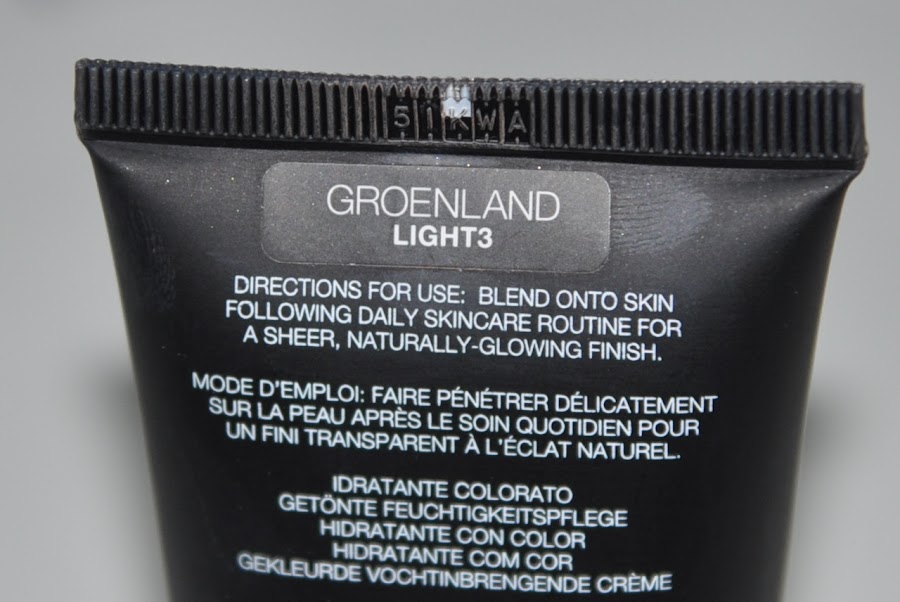 51KWA
GROENLAND
LIGHT3
DIRECTIONS FOR USE: BLEND ONTO SKIN
FOLLOWING DAILY SKINCARE ROUTINE FOR
A SHEER, NATURALLY-GLOWING FINISH.
MODE D'EMPLOI: FAIRE PÉNÉTRER DÉLICATEMENT
SUR LA PEAU APRÈS LE SOIN QUOTIDIEN POUR
UN FINI TRANSPARENT À L'ÉCLAT NATUREL.
IDRATANTE COLORATO
GETÖNTE FEUCHTIGKEITSPFLEGE
HIDRATANTE CON COLOR
HIDRATANTE COM COR
GEKLEURDE VOCHTINBRENGENDE CRÈME